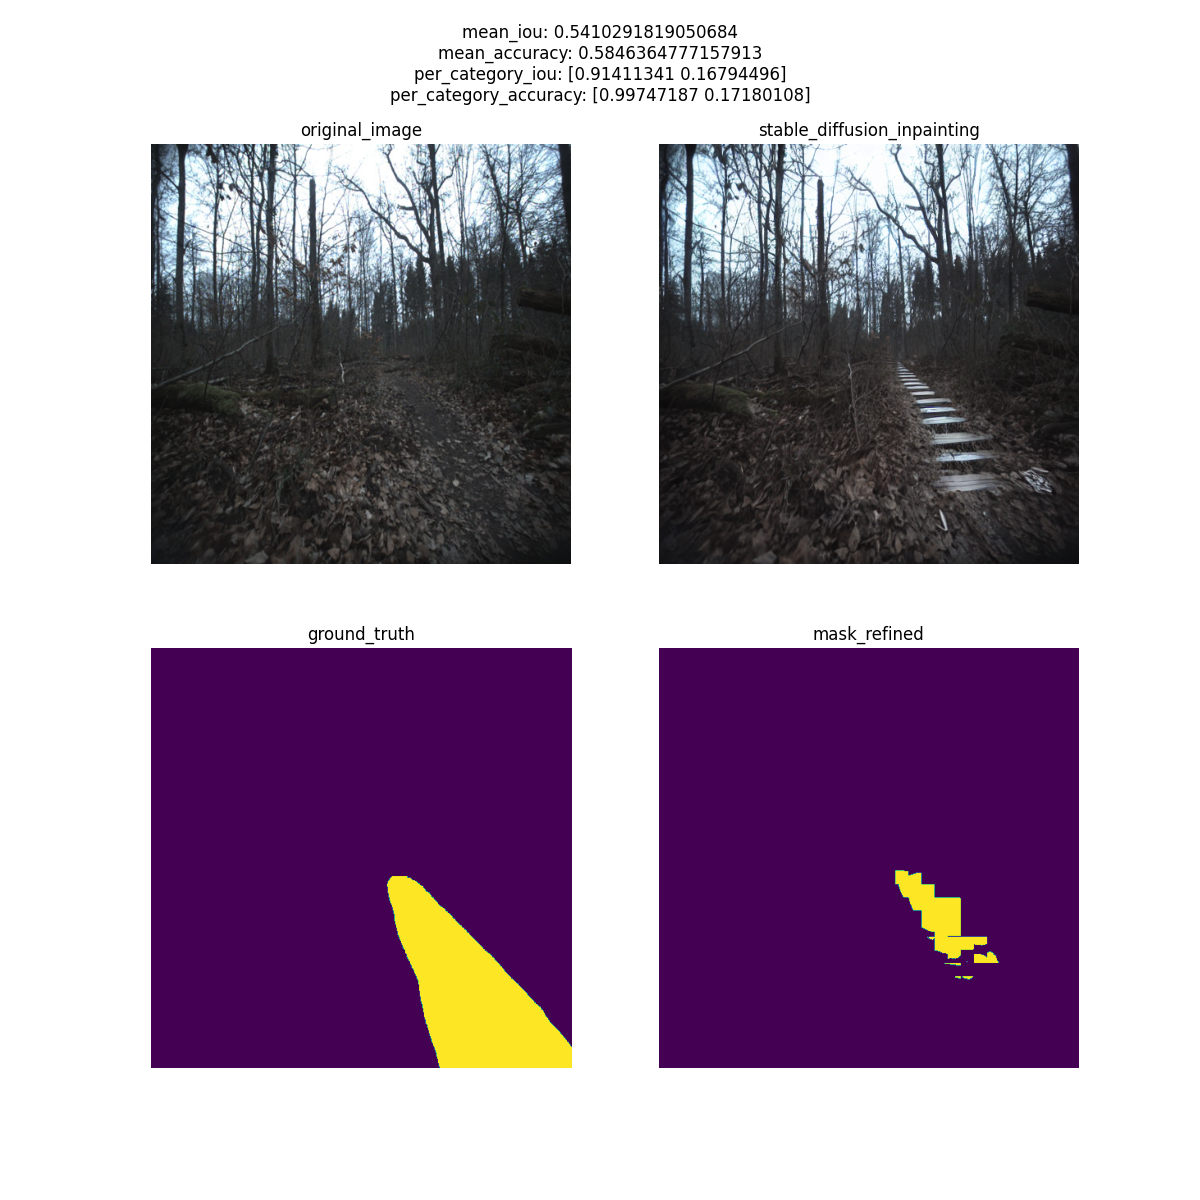 mean_iou: 0.5410291819050684
mean_accuracy: 0.5846364777157913
per_category_iou: [0.91411341 0.16794496]
per_category_accuracy: [0.99747187 0.17180108]
original_image
stable_diffusion_inpainting
ground_truth
mask_refined